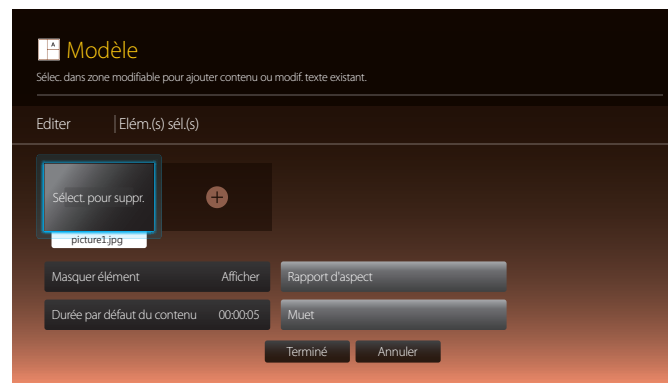 A
Modèle
Sélec. dans zone modifiable pour ajouter contenu ou modif. texte existant.
Editer Elém.(s) sél.(s)
Sélect. pour suppr.
picture1.jpg
Masquer élément Afficher Rapport d'aspect
Durée par défaut du contenu 00:00:05 Muet
Terminé Annuler